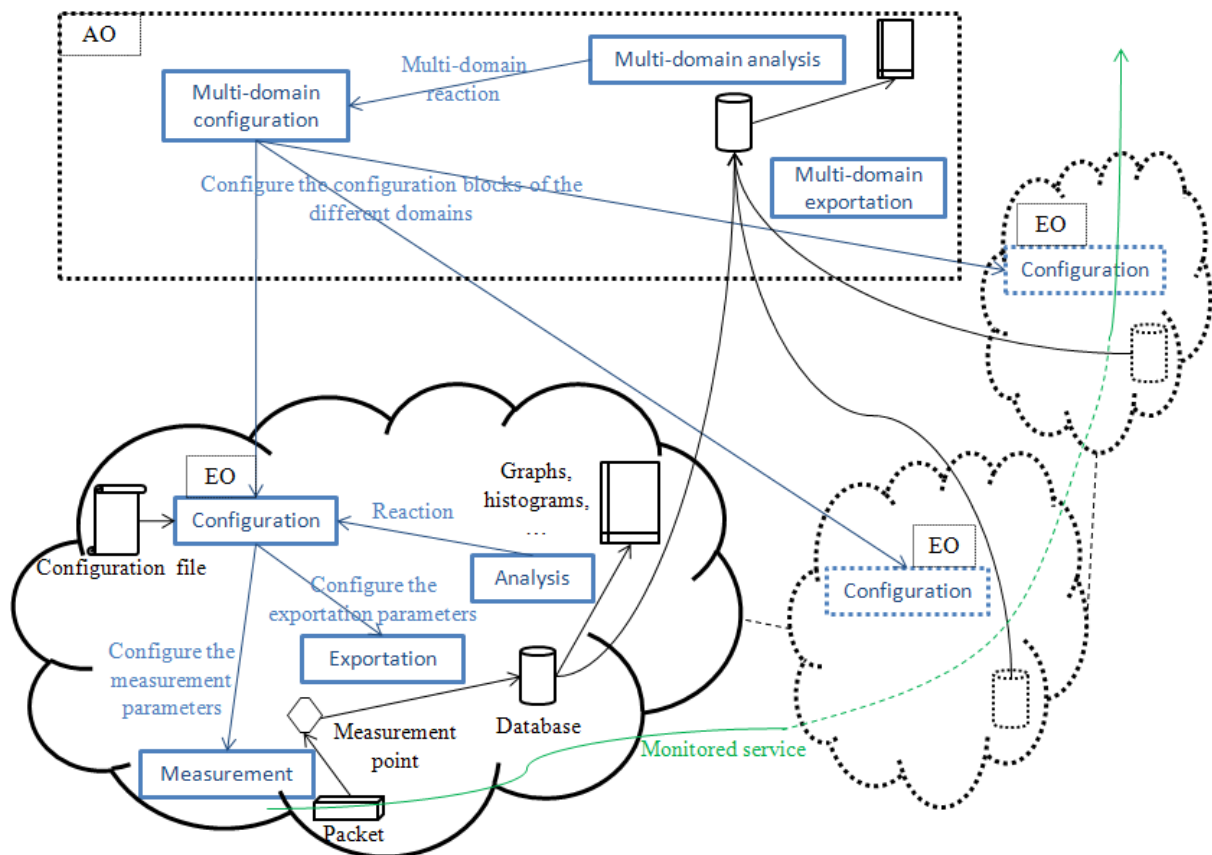 AO
Multi-domain analysis
Multi-domain
reaction
Multi-domain
configuration
Configure the configuration blocks of the
different domains
Multi-domain
exportation
EO
Configuration
EO
Configuration
Graphs,
histograms,
...
Reaction
Configuration file
Analysis
EO
Configuration
Configure the
exportation parameters
Exportation
Configure the
measurement
parameters
Measurement
point
Database
Monitored service
Measurement
Packet